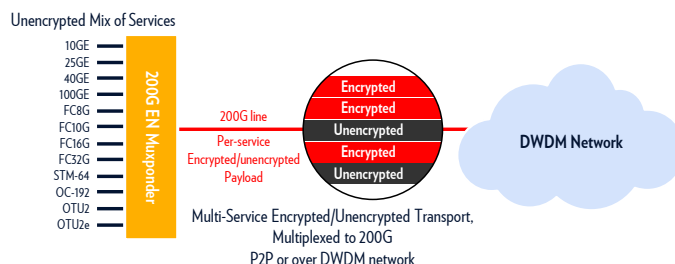 Unencrypted Mix of Services
10GE
25GE
40GE
100GE
FC8G
FC10G
FC16G
FC32G
STM-64
OC-192
OTU2
OTU2e
200G EN Muxponder
200G line
Per-service
Encrypted/unencrypted
Payload
Encrypted
Encrypted
Unencrypted
Encrypted
Unencrypted
DWDM Network
Multi-Service Encrypted/Unencrypted Transport,
Multiplexed to 200G
P2P or over DWDM network